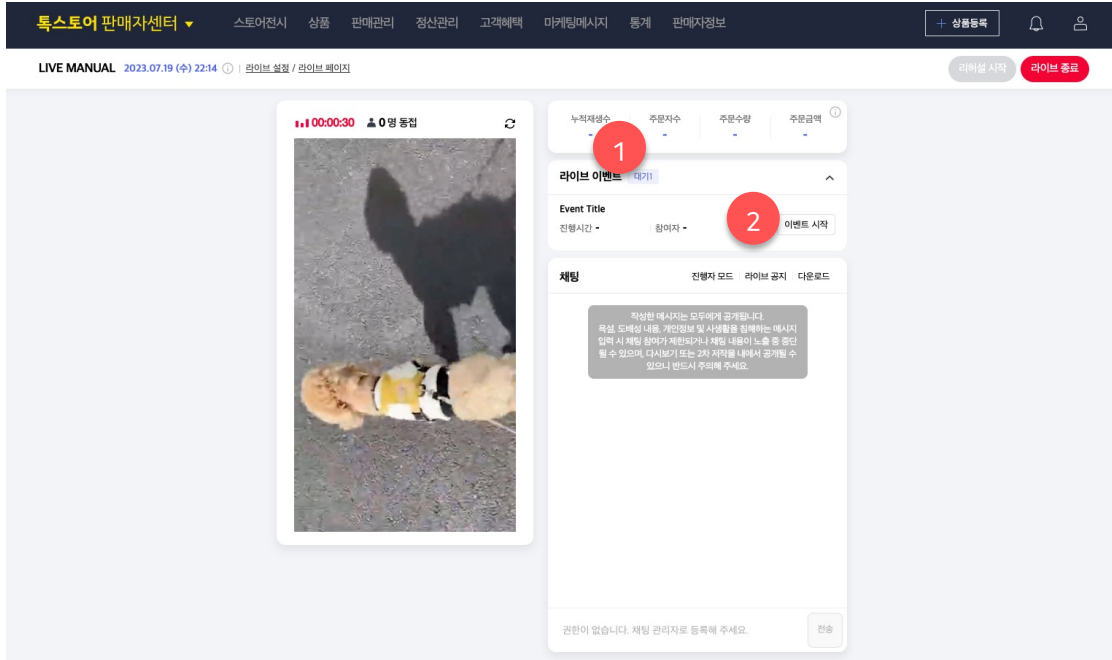 톡스토어 판매자센터 ▼ 스토어전시 상품 판매관리 정산관리 고객혜택 마케팅메시지 통계 판매자정보 + 상품등록
LIVE MANUAL 2023.07.19 (수) 22:14 라이브 설정 / 라이브 페이지 리허설 시작 라이브 종료
00:00:30 0 명 동접
누적재생수 주문자수 주문수량 주문금액
- - - -
1
라이브 이벤트 대기1
Event Title
진행시간 - 참여자 - 2 이벤트 시작
채팅 진행자 모드 라이브 공지 다운로드
작성한 메시지는 모두에게 공개됩니다.
욕설, 도배성 내용, 개인정보 및 사생활을 침해하는 메시지
입력 시 채팅 참여가 제한되거나 채팅 내용이 노출 중 중단
될 수 있으며, 다시보기 또는 2차 저작물 내에서 공개될 수
있으니 반드시 주의해 주세요.
권한이 없습니다. 채팅 관리자로 등록해 주세요. 전송